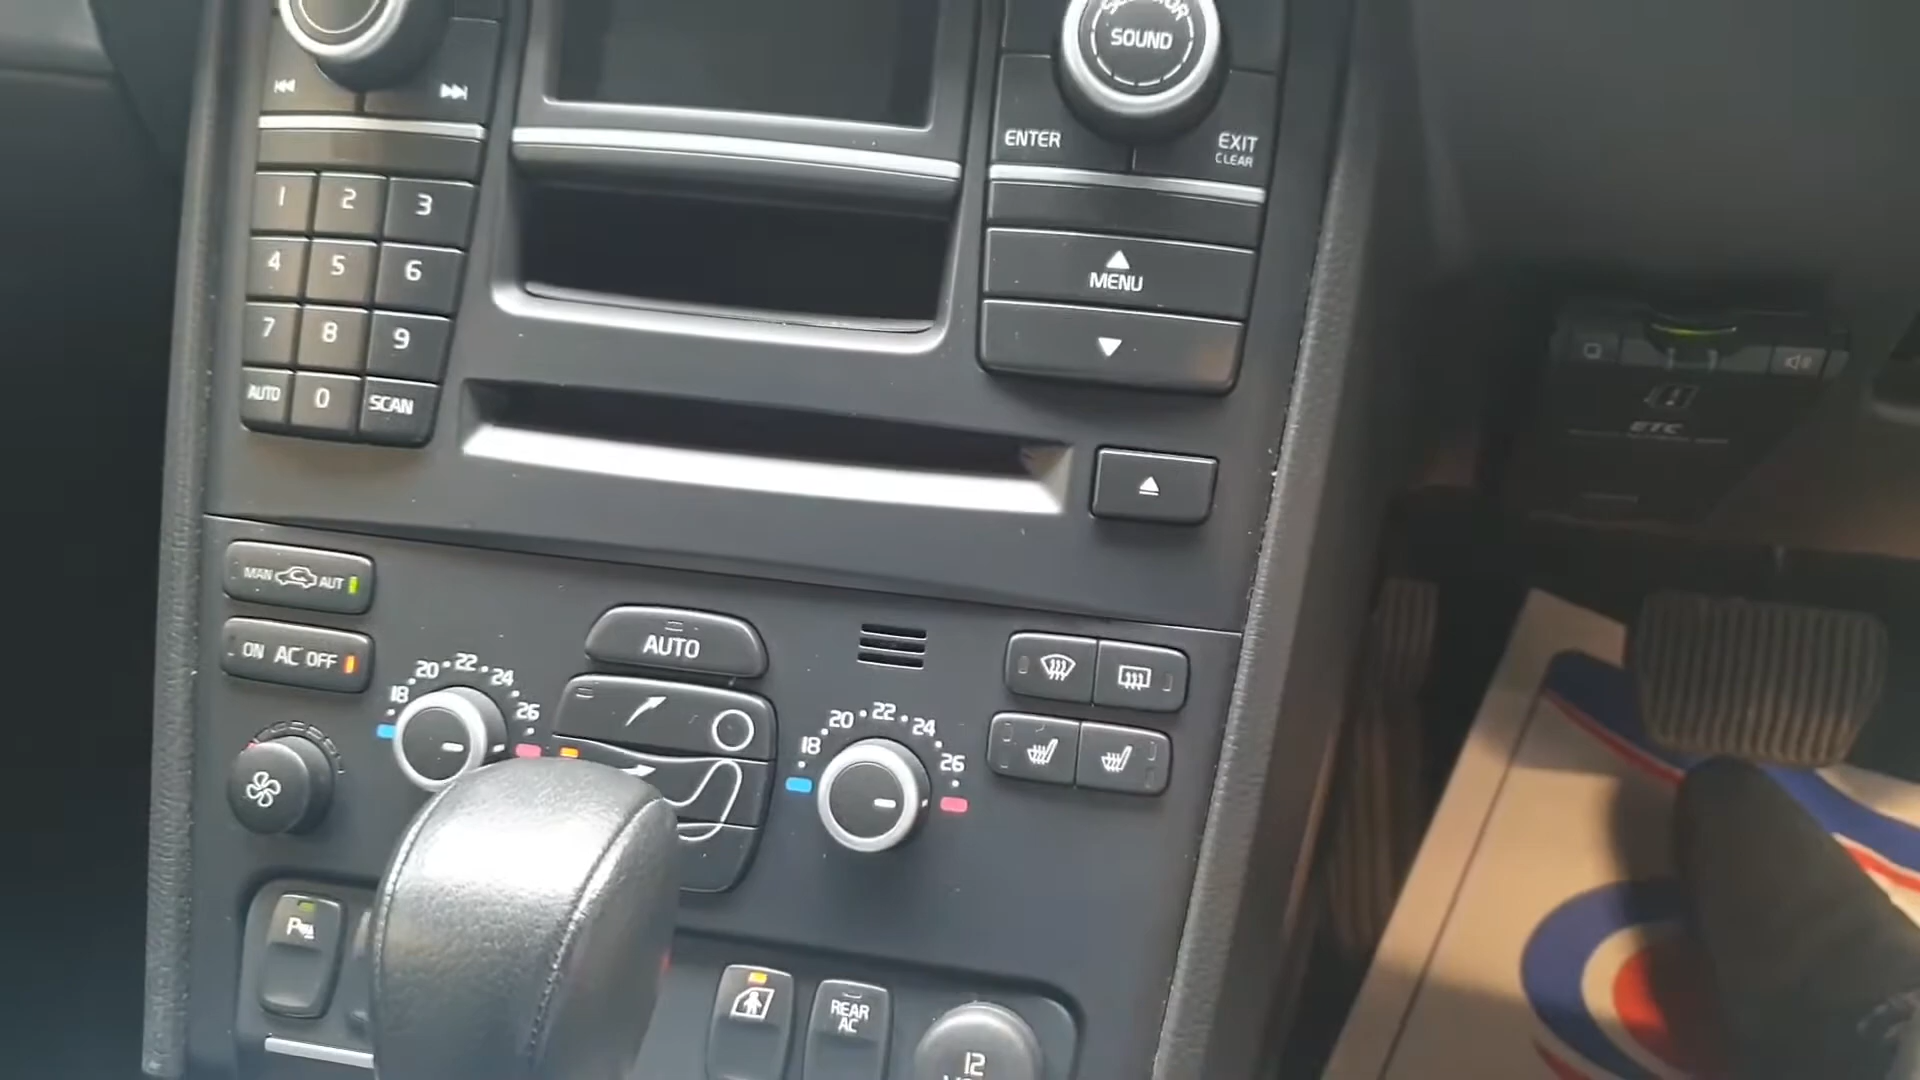 SOUND
ENTER
EXIT
CLEAR
1 2 3
4 5 6
7 8 9
AUTO 0 SCAN
MENU
ETC
MAN AUT
ON AC OFF
AUTO
18 20 22 24 26
18 20 22 24 26
REAR
AC
12